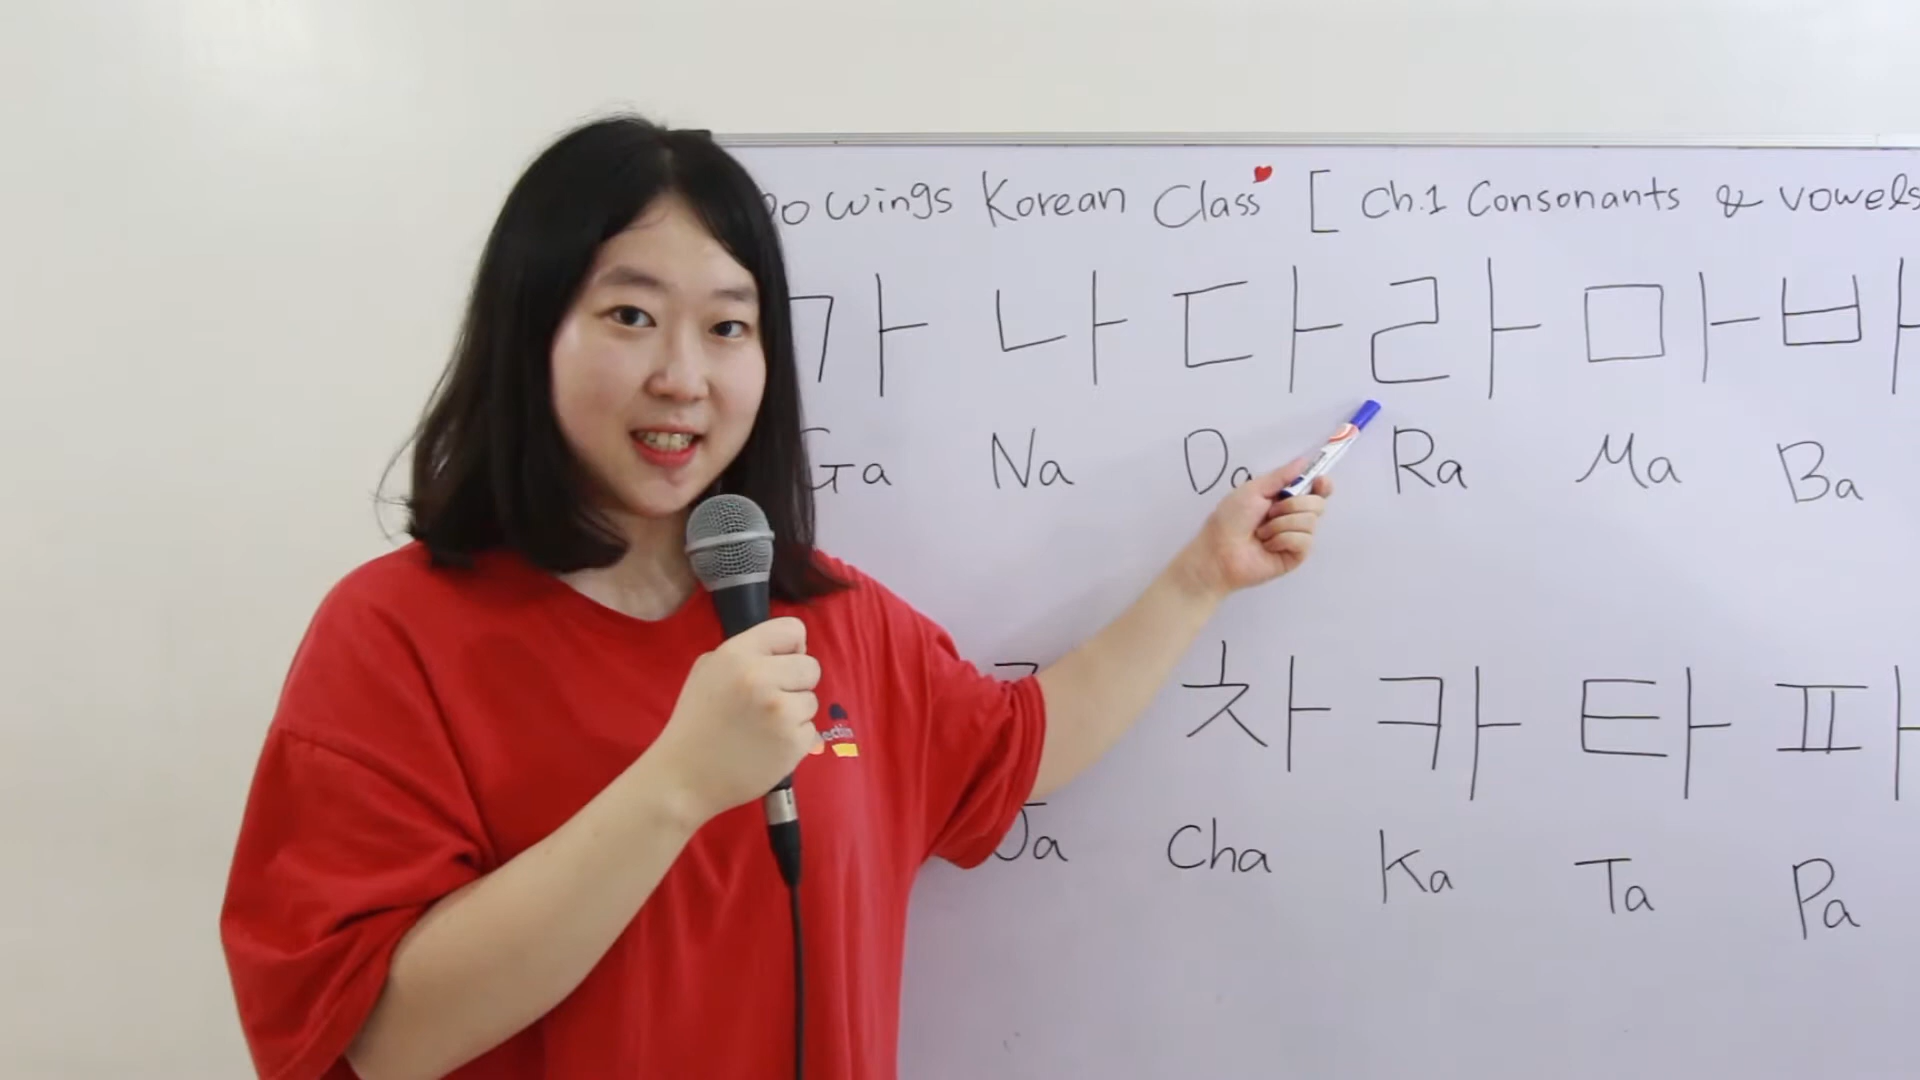 wings Korean Class [ Ch.1 Consonants & vowels
가 나 다 라 마 바
Ga Na Da Ra Ma Ba
차 카 타 파
Ja Cha Ka Ta Pa